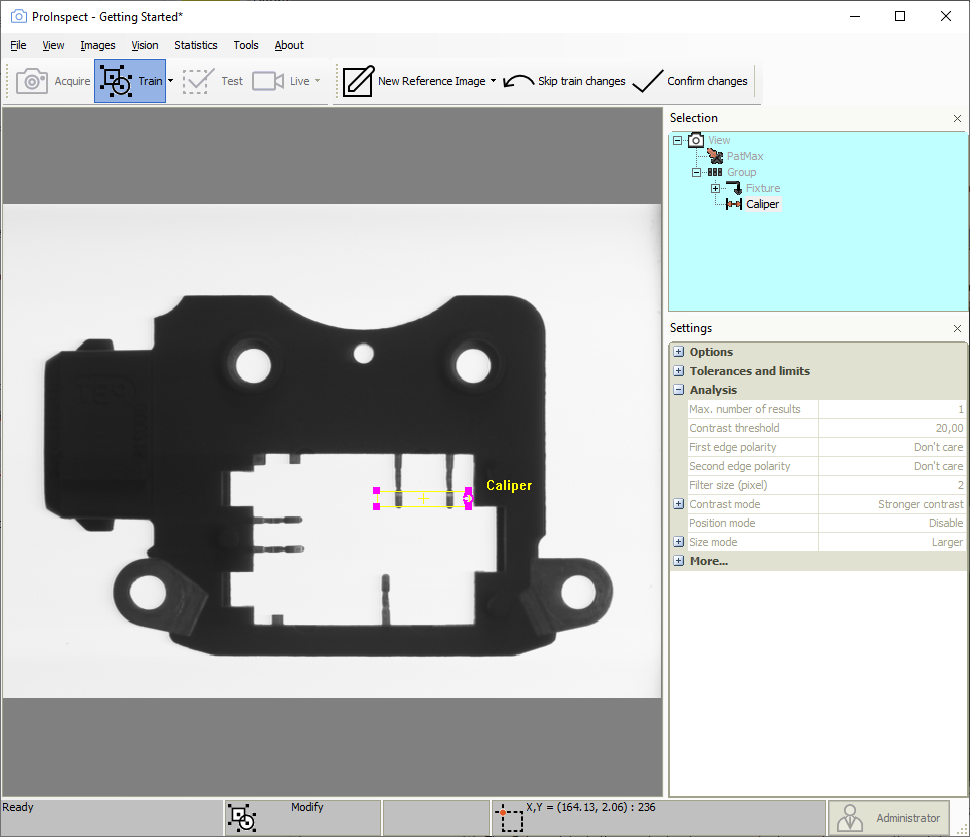 ProInspect - Getting Started*
File View Images Vision Statistics Tools About
Acquire Train Test Live New Reference Image Skip train changes Confirm changes
Selection
View
PatMax
Group
Fixture
Caliper
Caliper
Settings
Options
Tolerances and limits
Analysis
Max. number of results 1
Contrast threshold 20,00
First edge polarity Don't care
Second edge polarity Don't care
Filter size (pixel) 2
Contrast mode Stronger contrast
Position mode Disable
Size mode Larger
More...
Ready Modify X,Y = (164.13, 2.06) : 236 Administrator